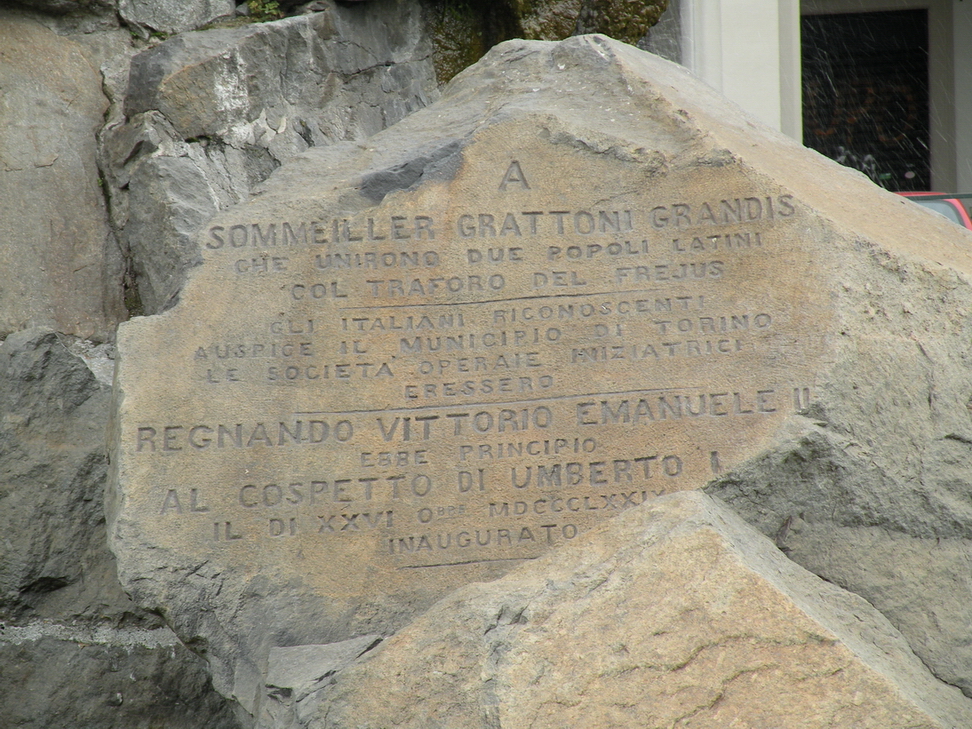 A
SOMMEILLER GRATTONI GRANDIS
CHE UNIRONO DUE POPOLI LATINI
COL TRAFORO DEL FREJUS
GLI ITALIANI RICONOSCENTI
AUSPICE IL MUNICIPIO DI TORINO
LE SOCIETA' OPERAIE INIZIATRICI
ERESSERO
REGNANDO VITTORIO EMANUELE II
EBBE PRINCIPIO
AL COSPETTO DI UMBERTO I
IL DI XXVI OBRE MDCCCLXXIX
INAUGURATO